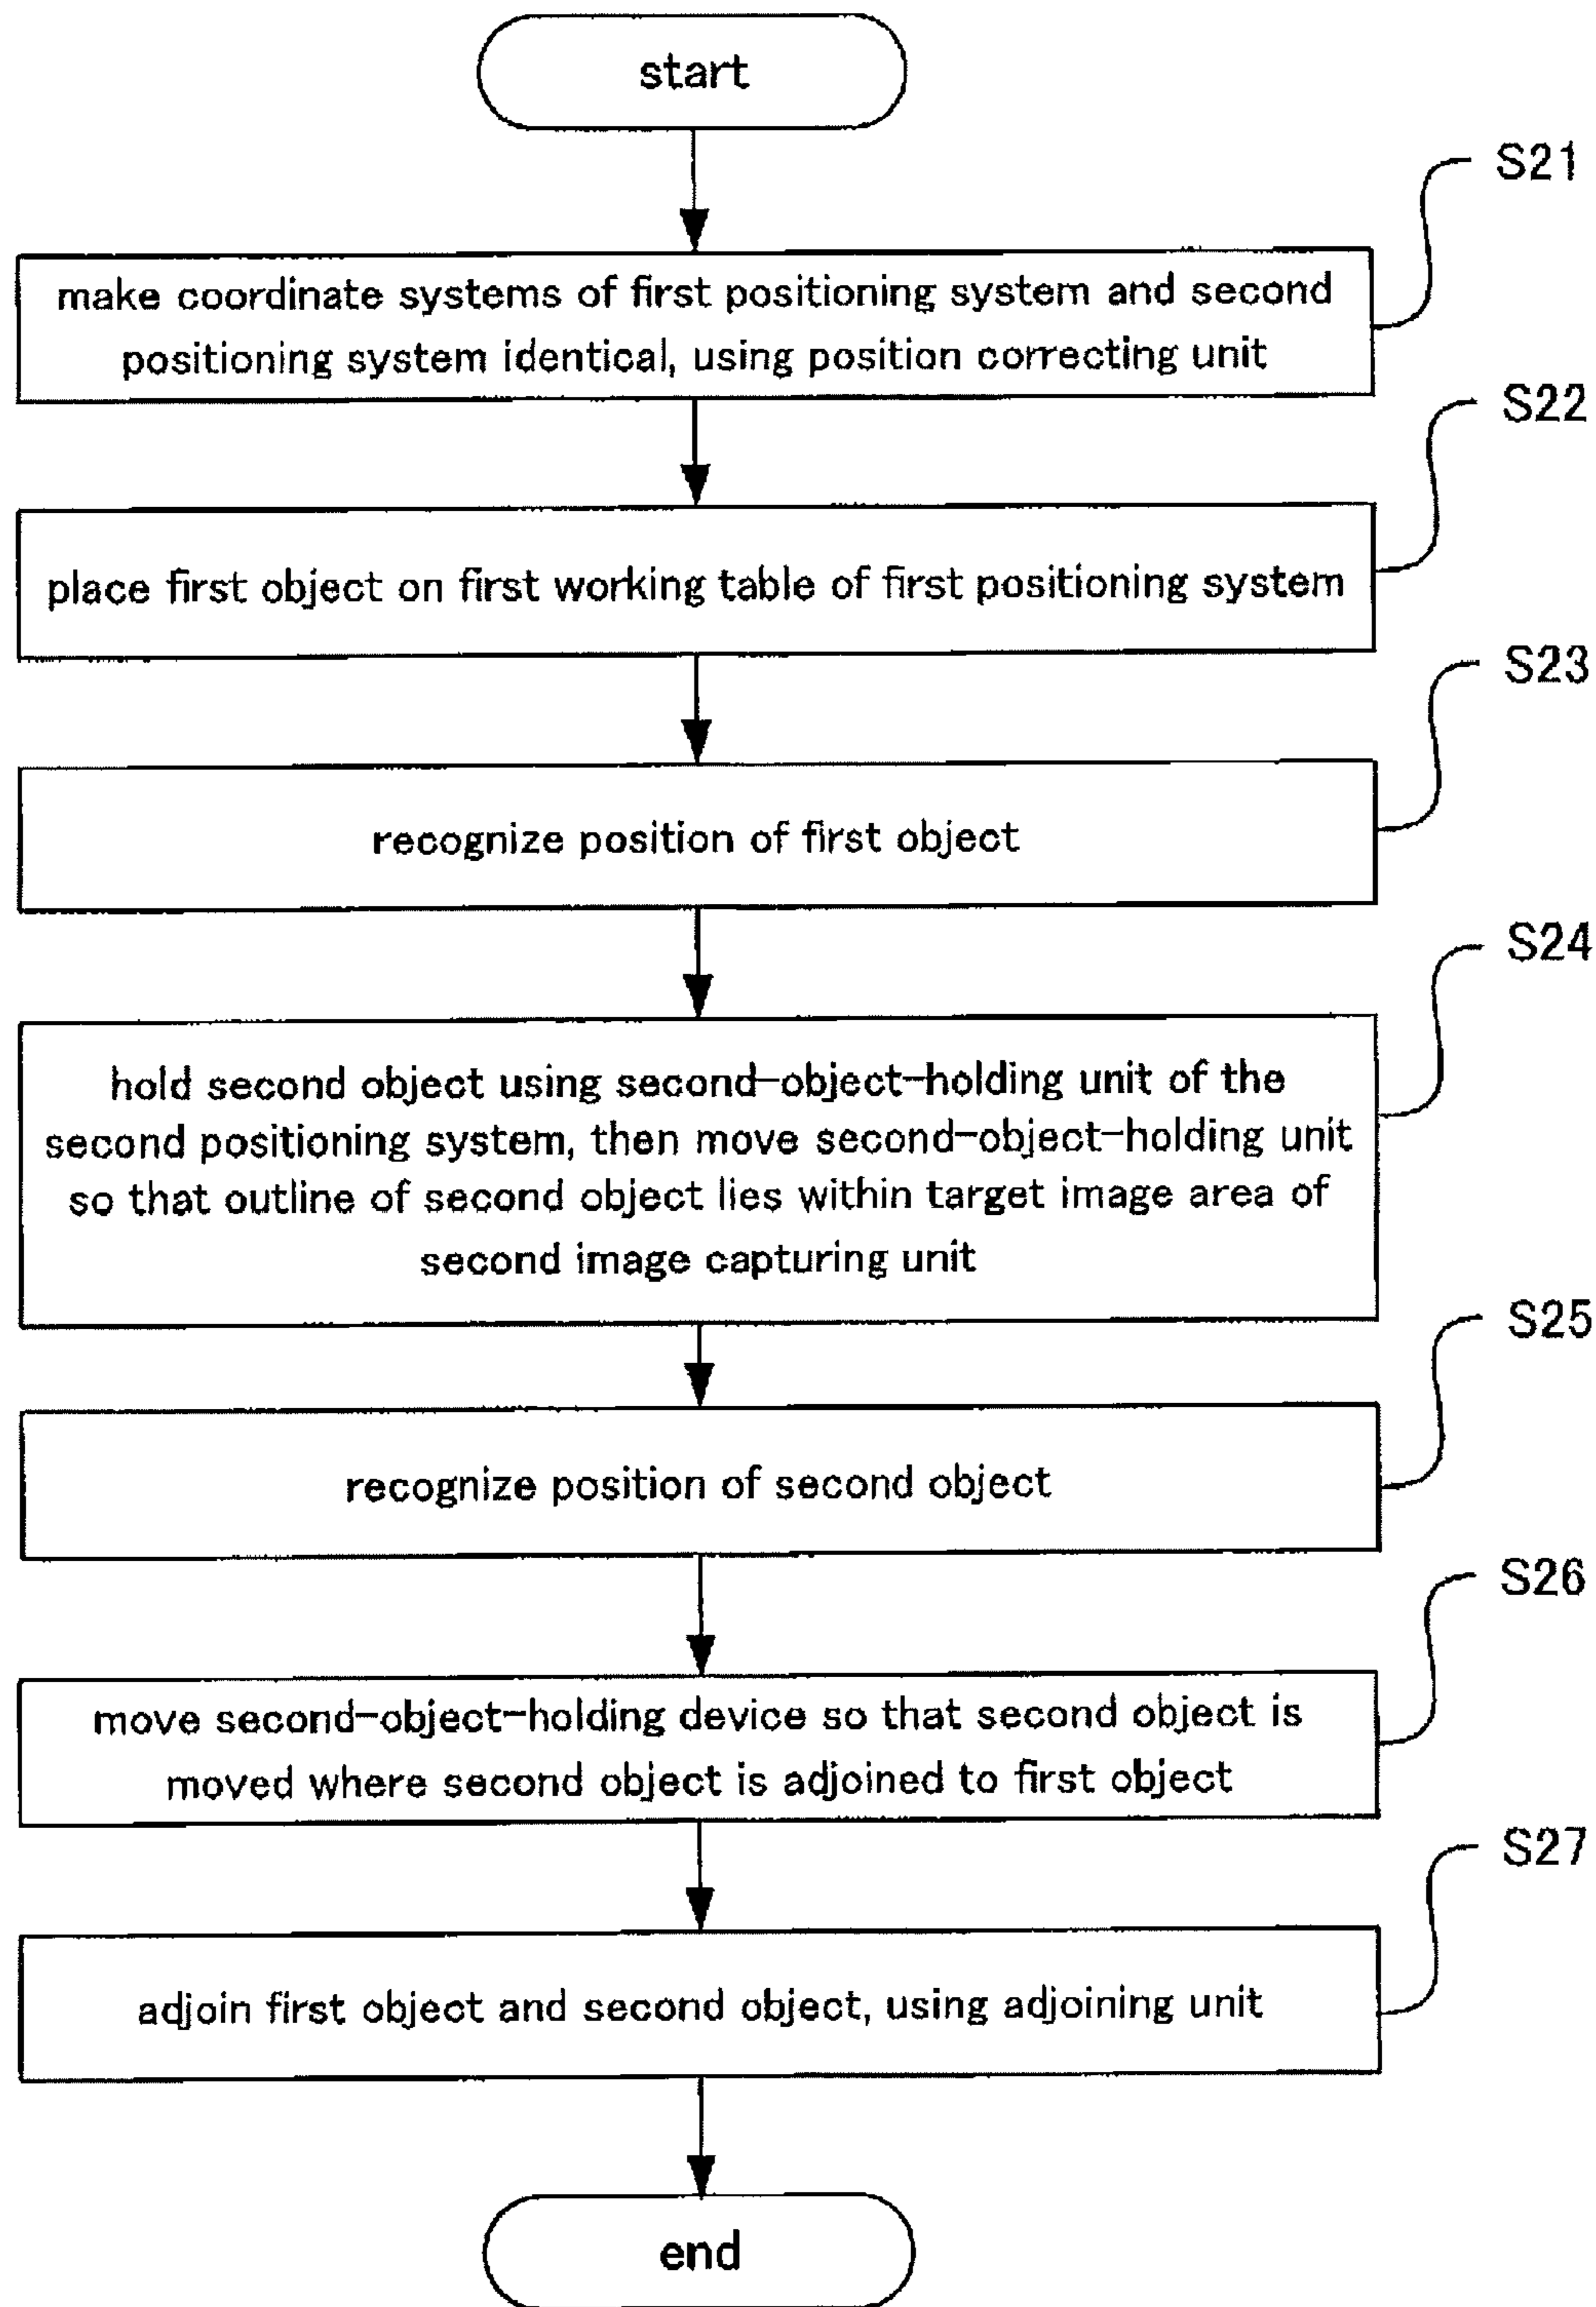 start
S21
make coordinate systems of first positioning system and second
positioning system identical, using position correcting unit
S22
place first object on first working table of first positioning system
S23
recognize position of first object
S24
hold second object using second-object-holding unit of the
second positioning system, then move second-object-holding unit
so that outline of second object lies within target image area of
second image capturing unit
S25
recognize position of second object
S26
move second-object-holding device so that second object is
moved where second object is adjoined to first object
S27
adjoin first object and second object, using adjoining unit
end